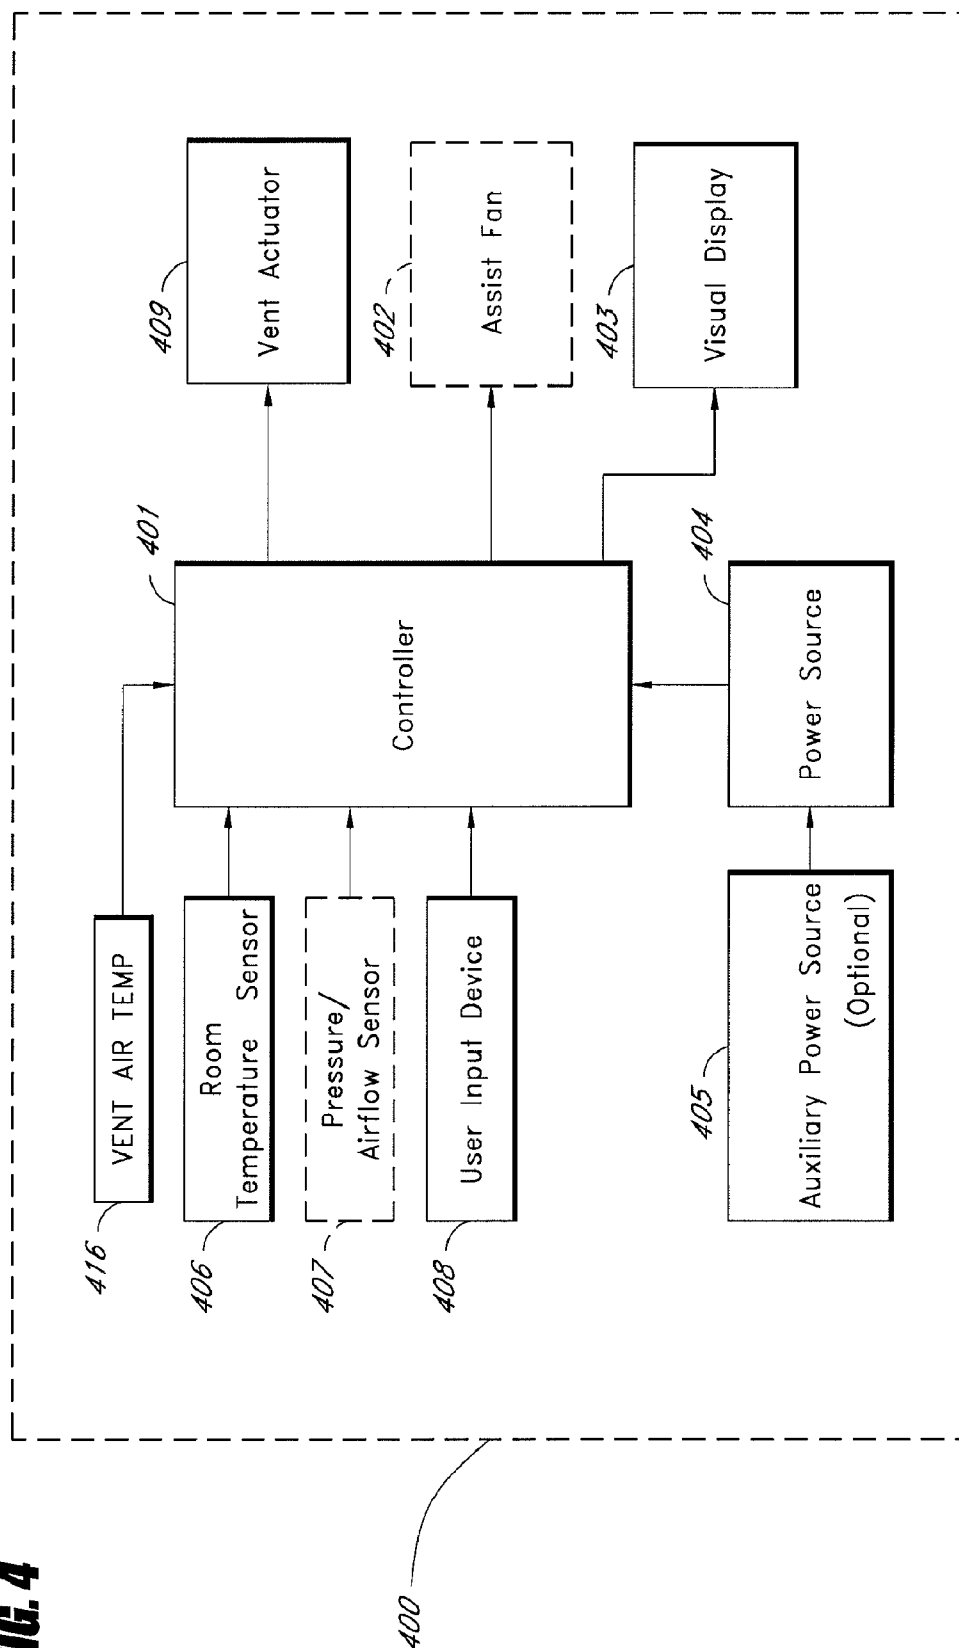 FIG. 4
400
416
VENT AIR TEMP
406
Room
Temperature Sensor
407
Pressure/
Airflow Sensor
408
User Input Device
405
Auxiliary Power Source
(Optional)
401
Controller
404
Power Source
409
Vent Actuator
402
Assist Fan
403
Visual Display